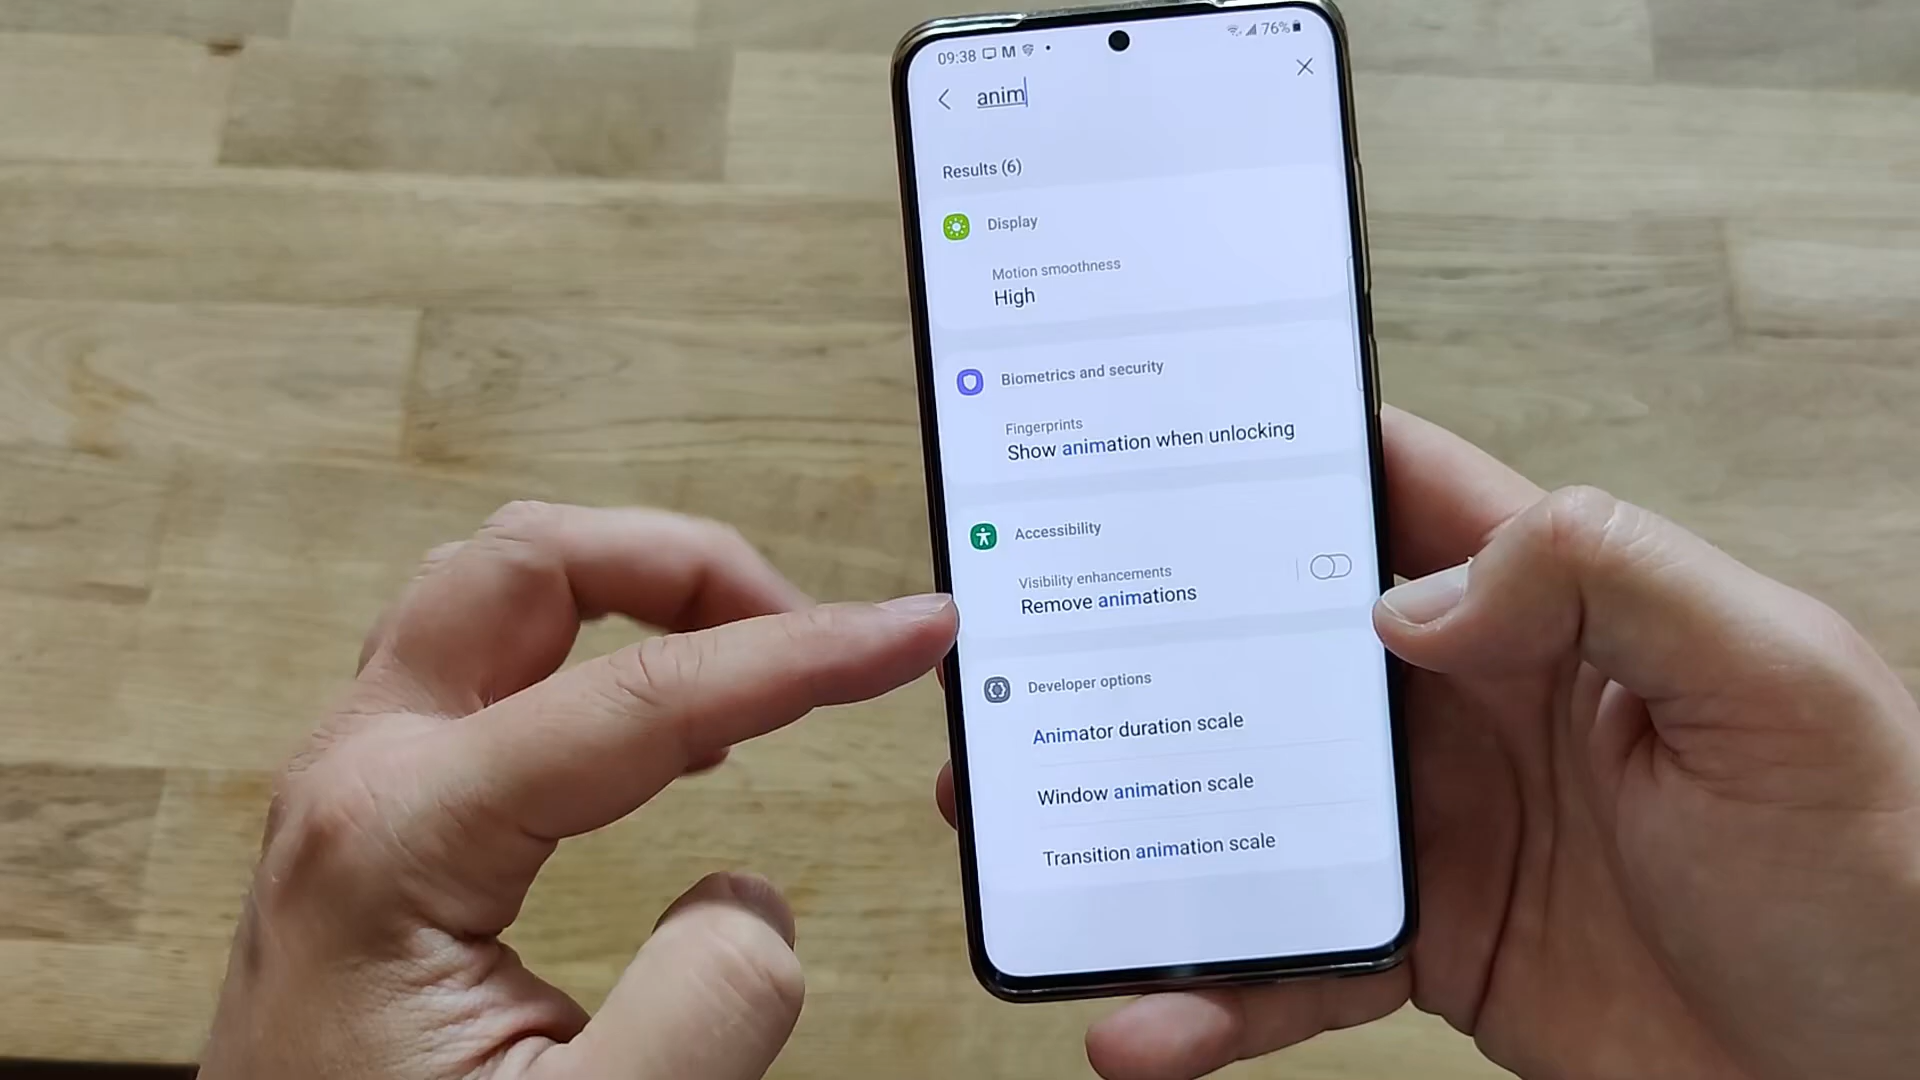 09:38 M 76%
anim
Results (6)
Display
Motion smoothness
High
Biometrics and security
Fingerprints
Show animation when unlocking
Accessibility
Visibility enhancements
Remove animations
Developer options
Animator duration scale
Window animation scale
Transition animation scale